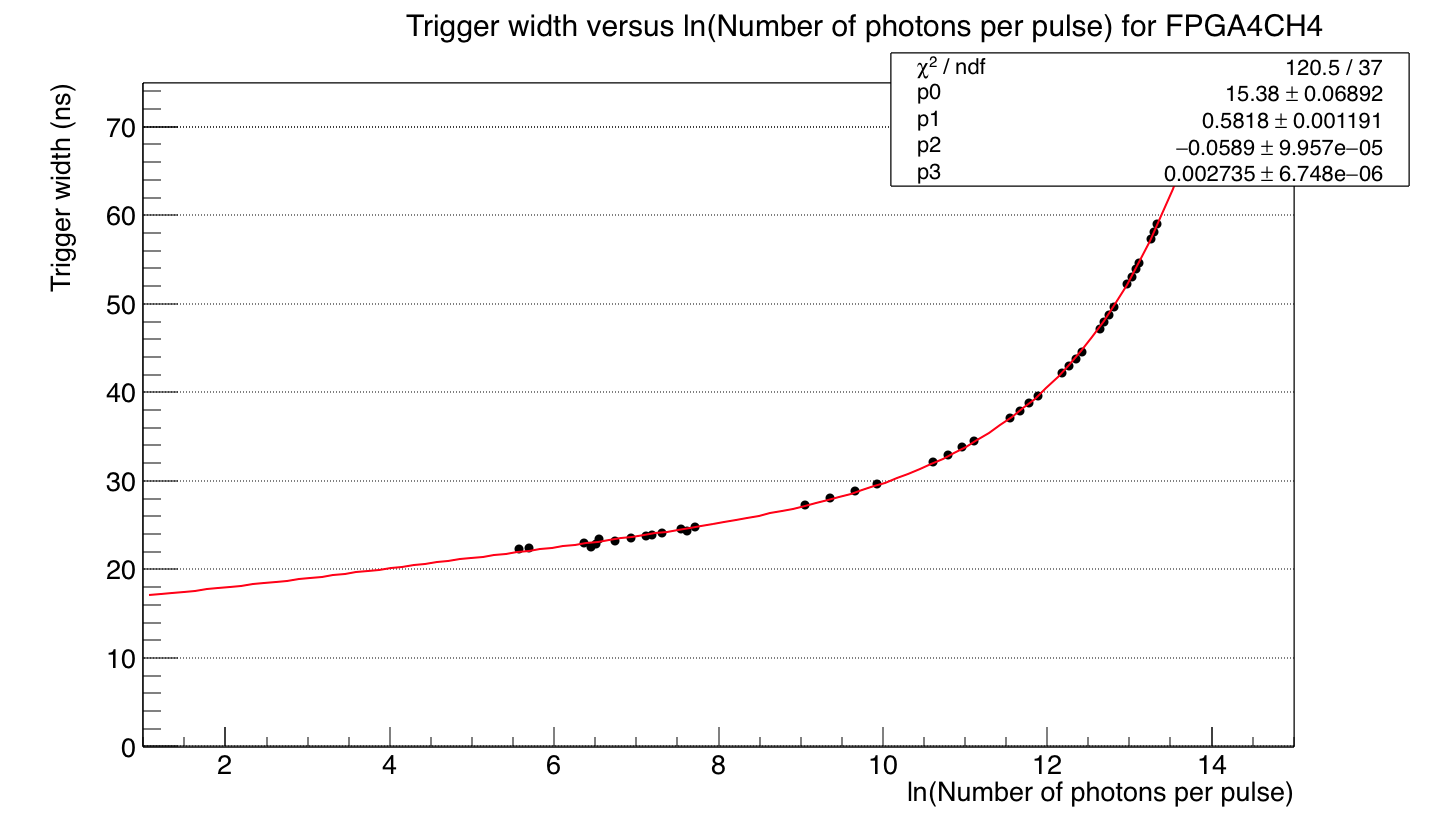 Trigger width versus ln(Number of photons per pulse) for FPGA4CH4
χ² / ndf 120.5 / 37
p0 15.38 ± 0.06892
p1 0.5818 ± 0.001191
p2 −0.0589 ± 9.957e−05
p3 0.002735 ± 6.748e−06
Trigger width (ns)
70
60
50
40
30
20
10
0
2 4 6 8 10 12 14
ln(Number of photons per pulse)